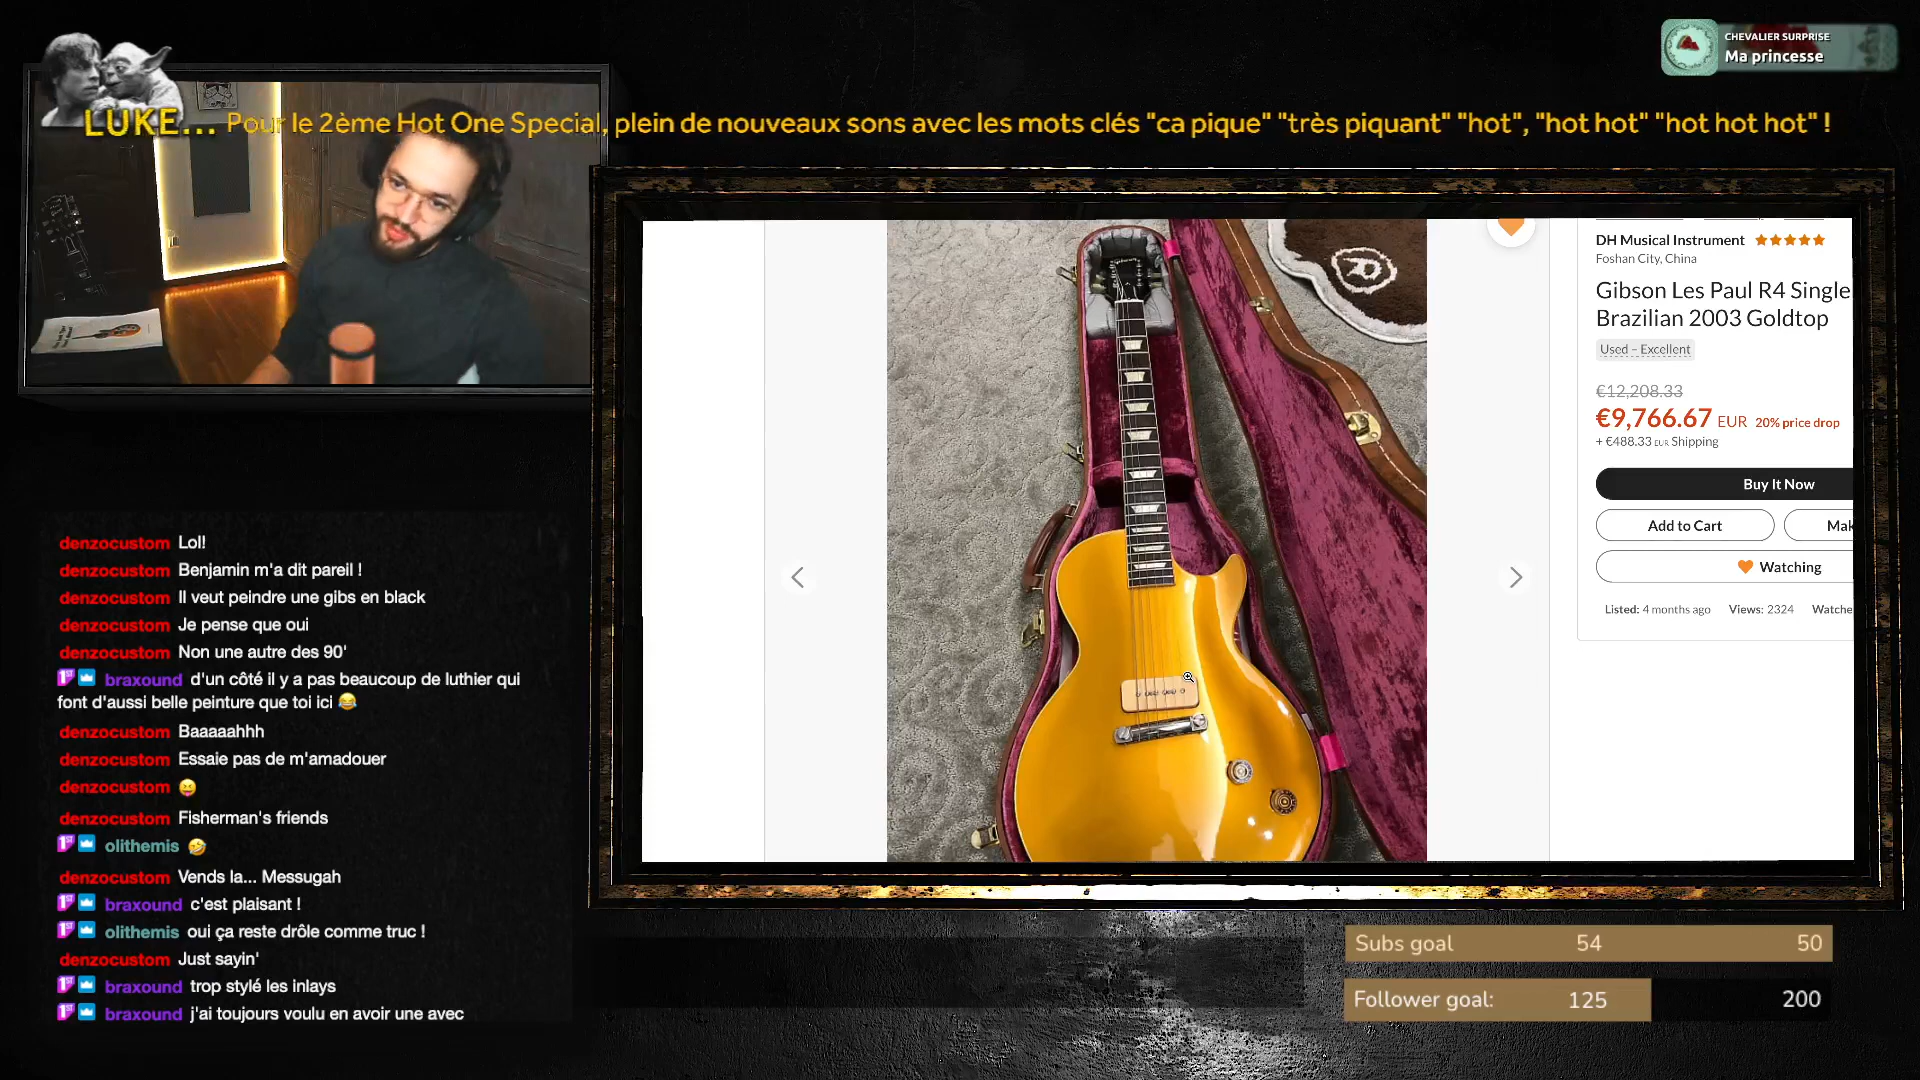 CHEVALIER SURPRISE
Ma princesse
LUKE... Pour le 2ème Hot One Special, plein de nouveaux sons avec les mots clés "ca pique" "très piquant" "hot", "hot hot" "hot hot hot" !
DH Musical Instrument
Foshan City, China
Gibson Les Paul R4 Single
Brazilian 2003 Goldtop
Used – Excellent
€12,208.33
€9,766.67 EUR 20% price drop
+ €488.33 EUR Shipping
Buy It Now
Add to Cart
Mak
Watching
Listed: 4 months ago Views: 2324 Watche
denzocustom Lol!
denzocustom Benjamin m'a dit pareil !
denzocustom Il veut peindre une gibs en black
denzocustom Je pense que oui
denzocustom Non une autre des 90'
braxound d'un côté il y a pas beaucoup de luthier qui
font d'aussi belle peinture que toi ici 😂
denzocustom Baaaaahhh
denzocustom Essaie pas de m'amadouer
denzocustom 😝
denzocustom Fisherman's friends
olithemis 🤣
denzocustom Vends la... Messugah
braxound c'est plaisant !
olithemis oui ça reste drôle comme truc !
denzocustom Just sayin'
braxound trop stylé les inlays
braxound j'ai toujours voulu en avoir une avec
Subs goal 54 50
Follower goal: 125 200